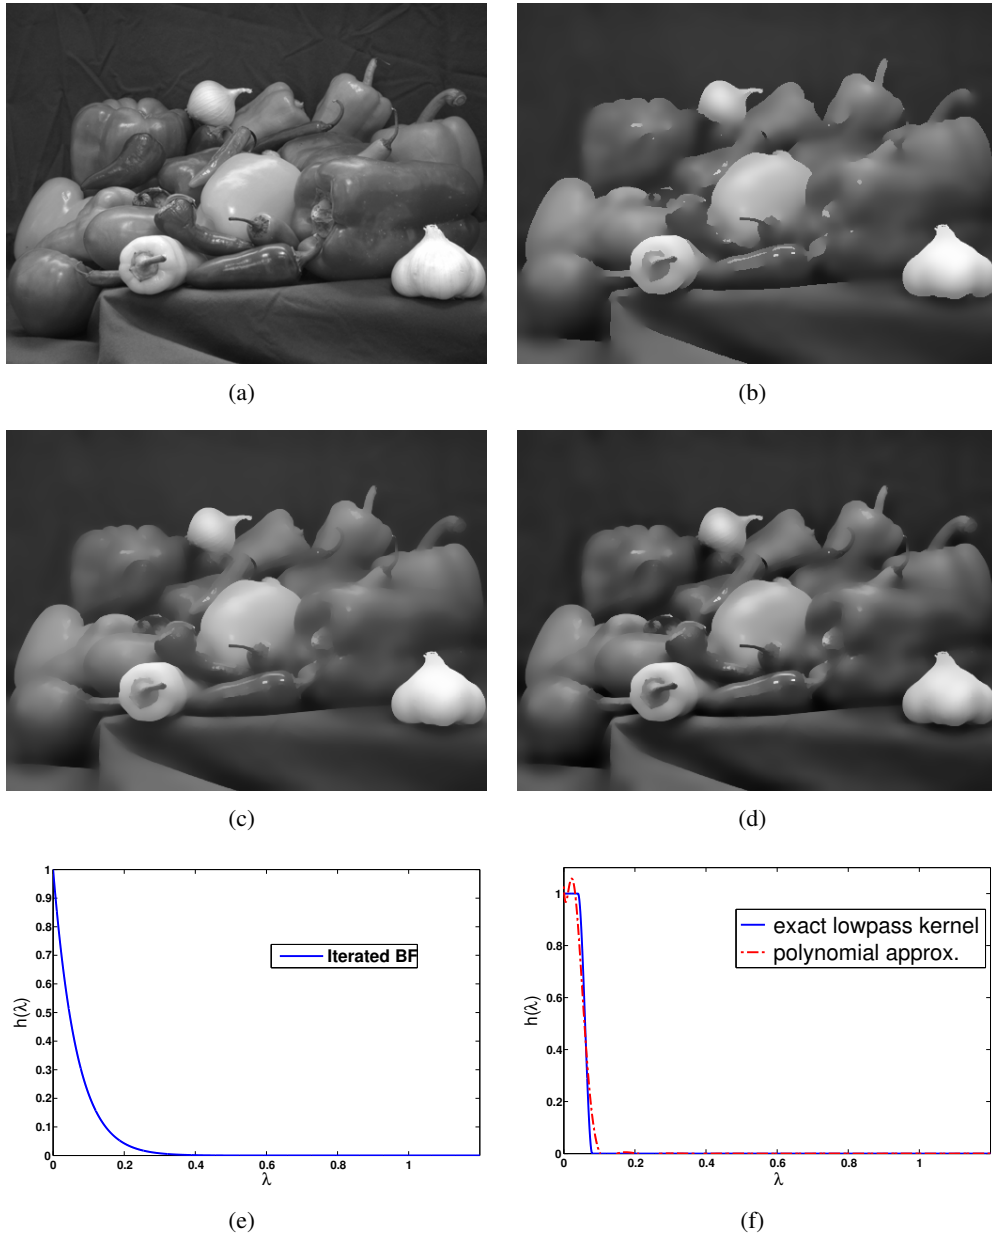 (a)
(b)
(c)
(d)
1
0.9
0.8
0.7
0.6
0.5
0.4
0.3
0.2
0.1
0
h(λ)
Iterated BF
0 0.2 0.4 0.6 0.8 1
λ
(e)
1
0.8
0.6
0.4
0.2
0
h(λ)
exact lowpass kernel
polynomial approx.
0 0.2 0.4 0.6 0.8 1
λ
(f)